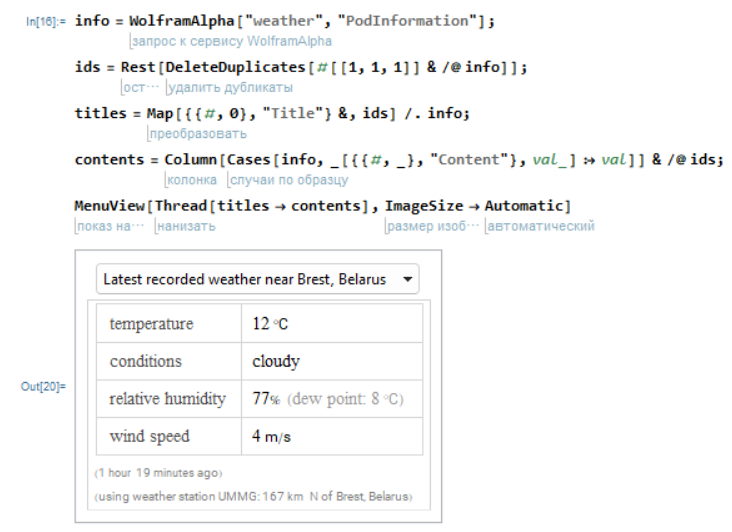 In[16]:= info = WolframAlpha["weather", "PodInformation"];
запрос к сервису WolframAlpha
ids = Rest[DeleteDuplicates[#[[1, 1, 1]] & /@ info]];
ост… удалить дубликаты
titles = Map[{{#, 0}, "Title"} &, ids] /. info;
преобразовать
contents = Column[Cases[info, _[{{#, _}, "Content"}, val_] :> val]] & /@ ids;
колонка случаи по образцу
MenuView[Thread[titles → contents], ImageSize → Automatic]
показ на… нанизать размер изоб… автоматический
Latest recorded weather near Brest, Belarus
temperature 12 °C
conditions cloudy
Out[20]=
relative humidity 77% (dew point: 8 °C)
wind speed 4 m/s
(1 hour 19 minutes ago)
(using weather station UMMG: 167 km N of Brest, Belarus)